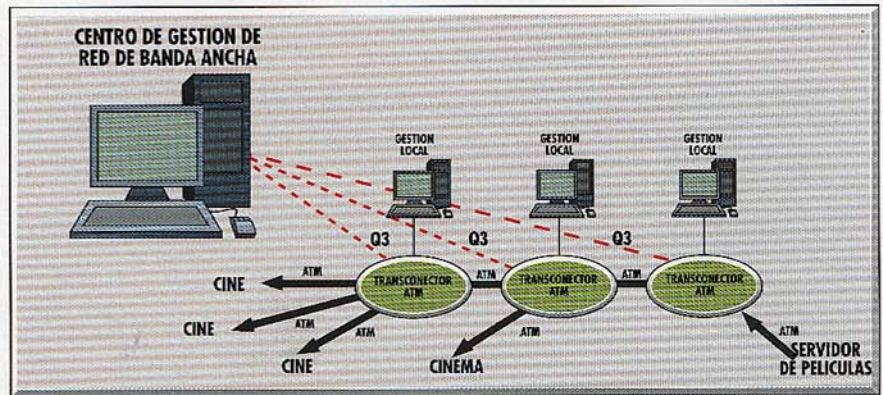 CENTRO DE GESTION DE
RED DE BANDA ANCHA
GESTION
LOCAL
GESTION
LOCAL
GESTION
LOCAL
Q3
Q3
Q3
CINE
ATM
TRANSCONECTOR
ATM
ATM
TRANSCONECTOR
ATM
ATM
TRANSCONECTOR
ATM
CINE
ATM
ATM
CINE
ATM
CINEMA
ATM
SERVIDOR
DE PELICULAS